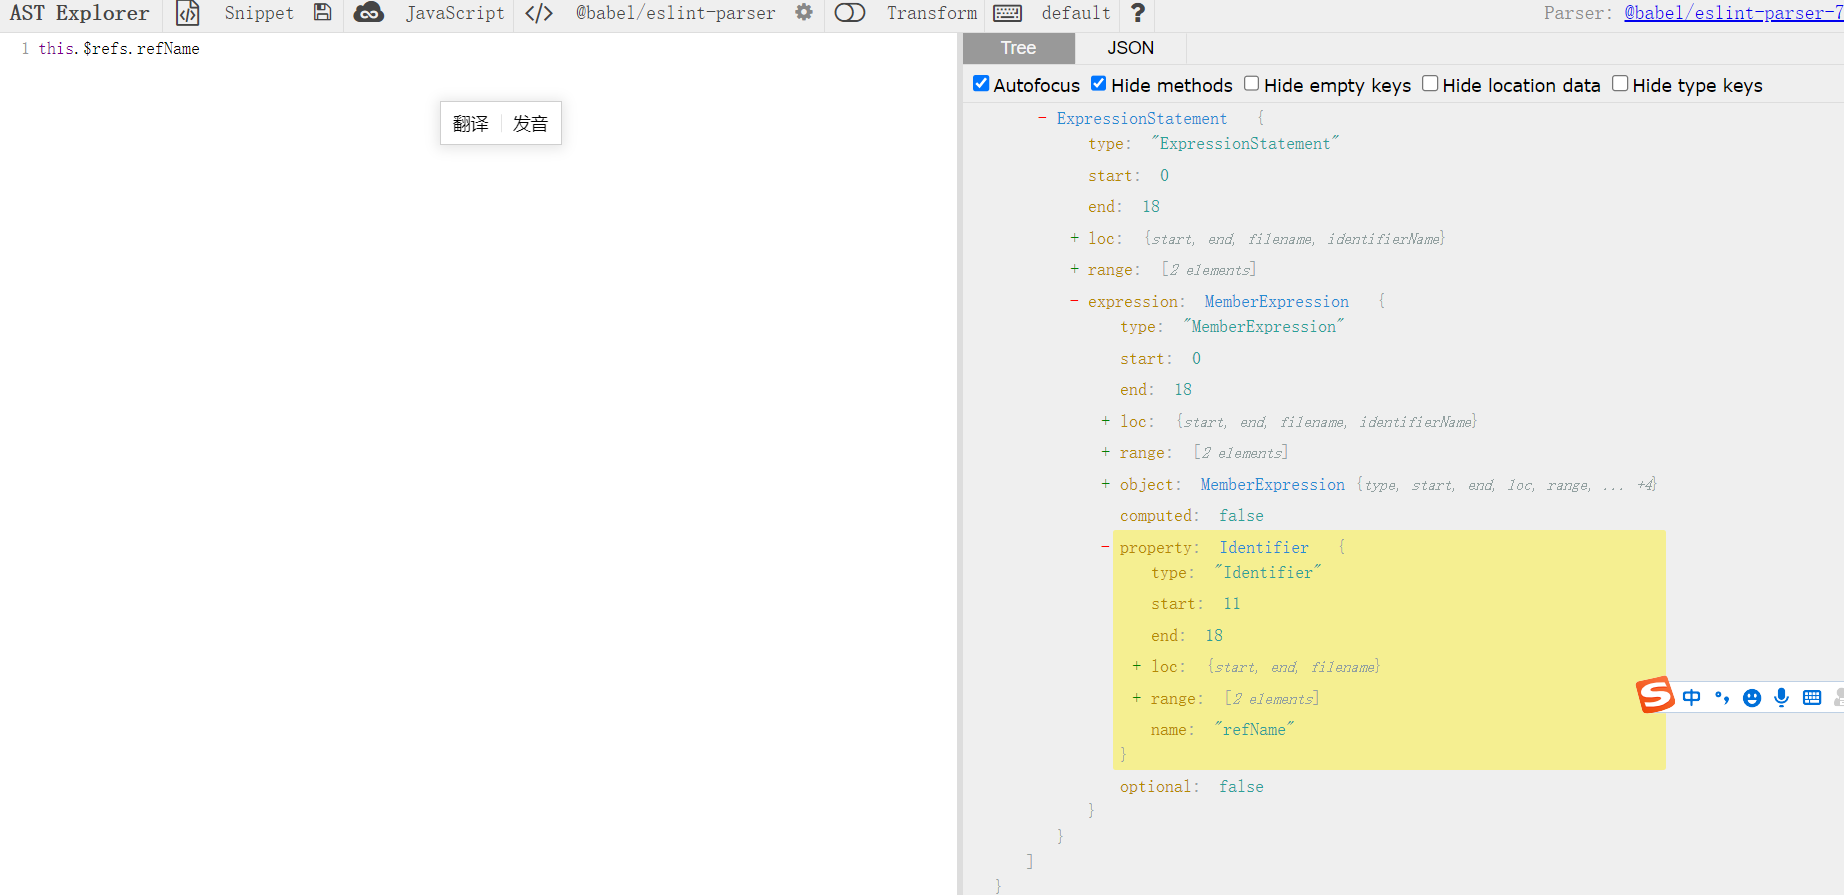 AST Explorer Snippet JavaScript </> @babel/eslint-parser Transform default ? Parser: @babel/eslint-parser-7
1 this.$refs.refName
翻译 发音
Tree JSON
Autofocus Hide methods Hide empty keys Hide location data Hide type keys
- ExpressionStatement {
type: "ExpressionStatement"
start: 0
end: 18
+ loc: {start, end, filename, identifierName}
+ range: [2 elements]
- expression: MemberExpression {
type: "MemberExpression"
start: 0
end: 18
+ loc: {start, end, filename, identifierName}
+ range: [2 elements]
+ object: MemberExpression {type, start, end, loc, range, ... +4}
computed: false
- property: Identifier {
type: "Identifier"
start: 11
end: 18
+ loc: {start, end, filename}
+ range: [2 elements]
name: "refName"
}
optional: false
}
}
]
}
S 中 °,